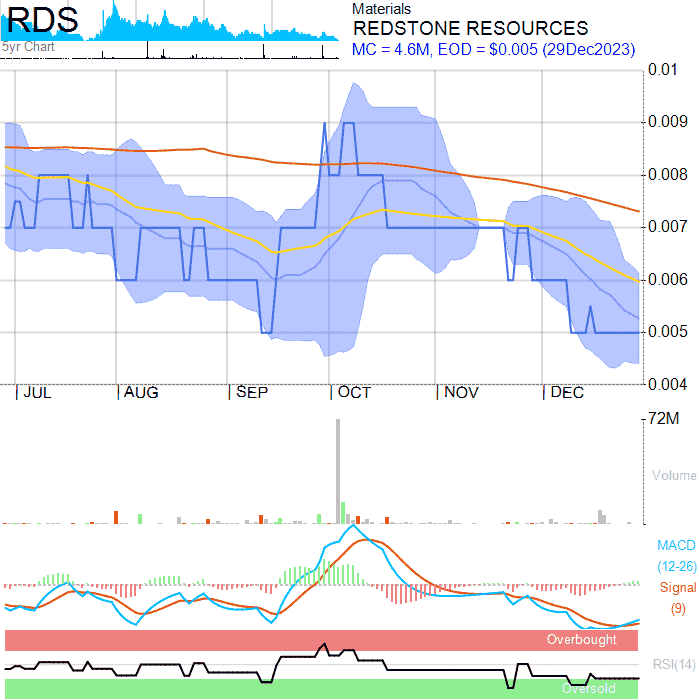 RDS
5yr Chart
Materials
REDSTONE RESOURCES
MC = 4.6M, EOD = $0.005 (29Dec2023)
0.01
0.009
0.008
0.007
0.006
0.005
0.004
JUL AUG SEP OCT NOV DEC
72M
Volume
MACD
(12-26)
Signal
(9)
Overbought
RSI(14)
Oversold